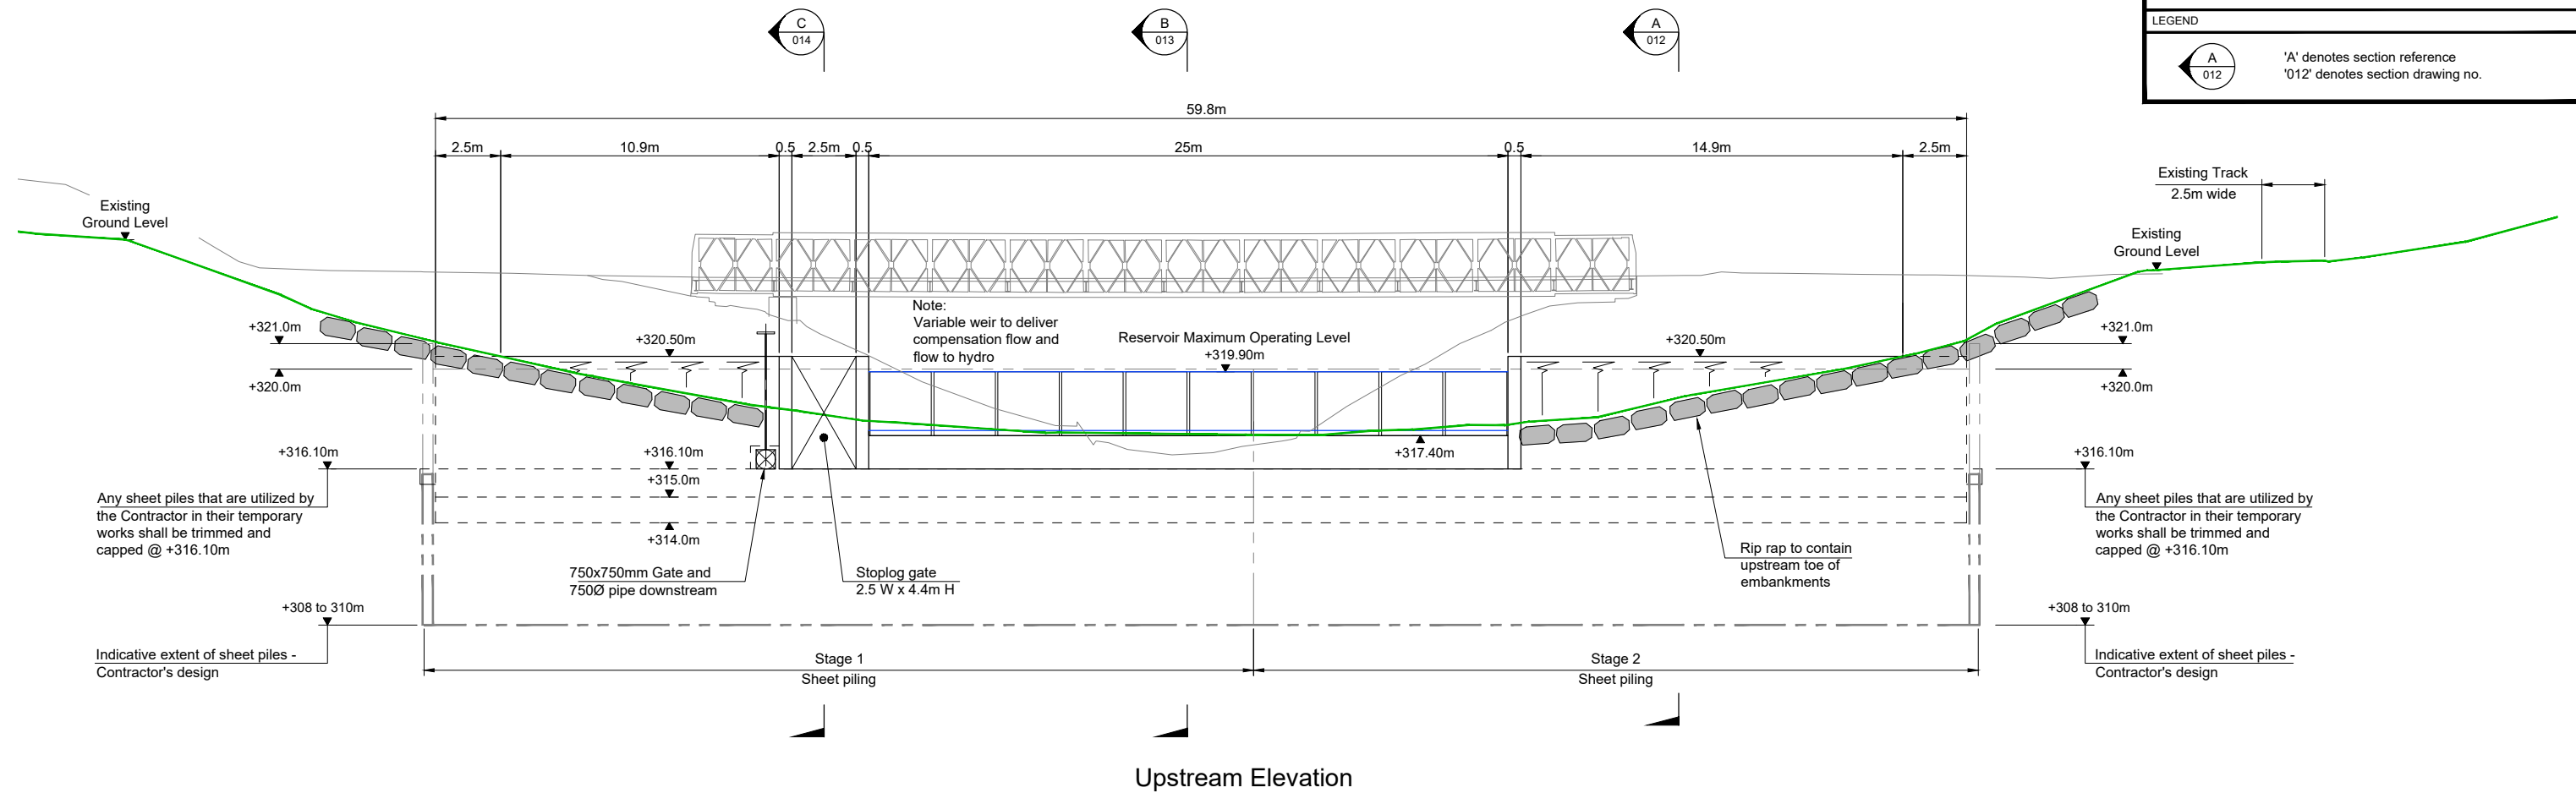 C
014
B
013
A
012
LEGEND
A
012
'A' denotes section reference
'012' denotes section drawing no.
59.8m
2.5m
10.9m
0.5
2.5m
0.5
25m
0.5
14.9m
2.5m
Existing Track
2.5m wide
Existing
Ground Level
Existing
Ground Level
Note:
Variable weir to deliver
compensation flow and
flow to hydro
Reservoir Maximum Operating Level
+319.90m
+321.0m
+320.0m
+320.50m
+320.50m
+321.0m
+320.0m
+316.10m
+316.10m
+315.0m
+314.0m
+317.40m
+316.10m
Any sheet piles that are utilized by
the Contractor in their temporary
works shall be trimmed and
capped @ +316.10m
Any sheet piles that are utilized by
the Contractor in their temporary
works shall be trimmed and
capped @ +316.10m
750x750mm Gate and
750Ø pipe downstream
Stoplog gate
2.5 W x 4.4m H
Rip rap to contain
upstream toe of
embankments
+308 to 310m
+308 to 310m
Indicative extent of sheet piles -
Contractor's design
Stage 1
Sheet piling
Stage 2
Sheet piling
Indicative extent of sheet piles -
Contractor's design
Upstream Elevation